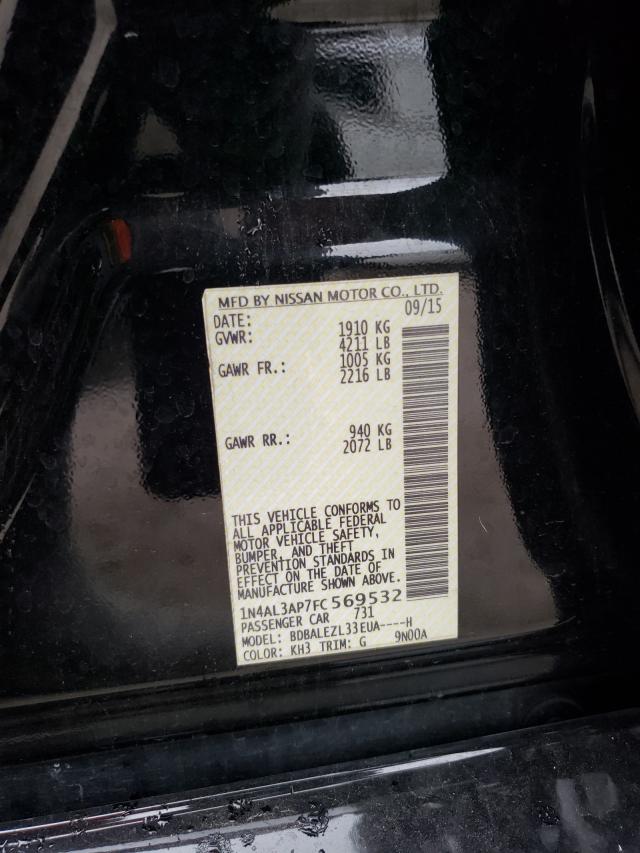 MFD BY NISSAN MOTOR CO., LTD.
DATE: 09/15
GVWR: 1910 KG
4211 LB
GAWR FR.: 1005 KG
2216 LB
GAWR RR.: 940 KG
2072 LB
THIS VEHICLE CONFORMS TO
ALL APPLICABLE FEDERAL
MOTOR VEHICLE SAFETY,
BUMPER, AND THEFT
PREVENTION STANDARDS IN
EFFECT ON THE DATE OF
MANUFACTURE SHOWN ABOVE.
1N4AL3AP7FC569532
PASSENGER CAR 731
MODEL: BDBALEZL33EUA----H
COLOR: KH3 TRIM: G 9N00A